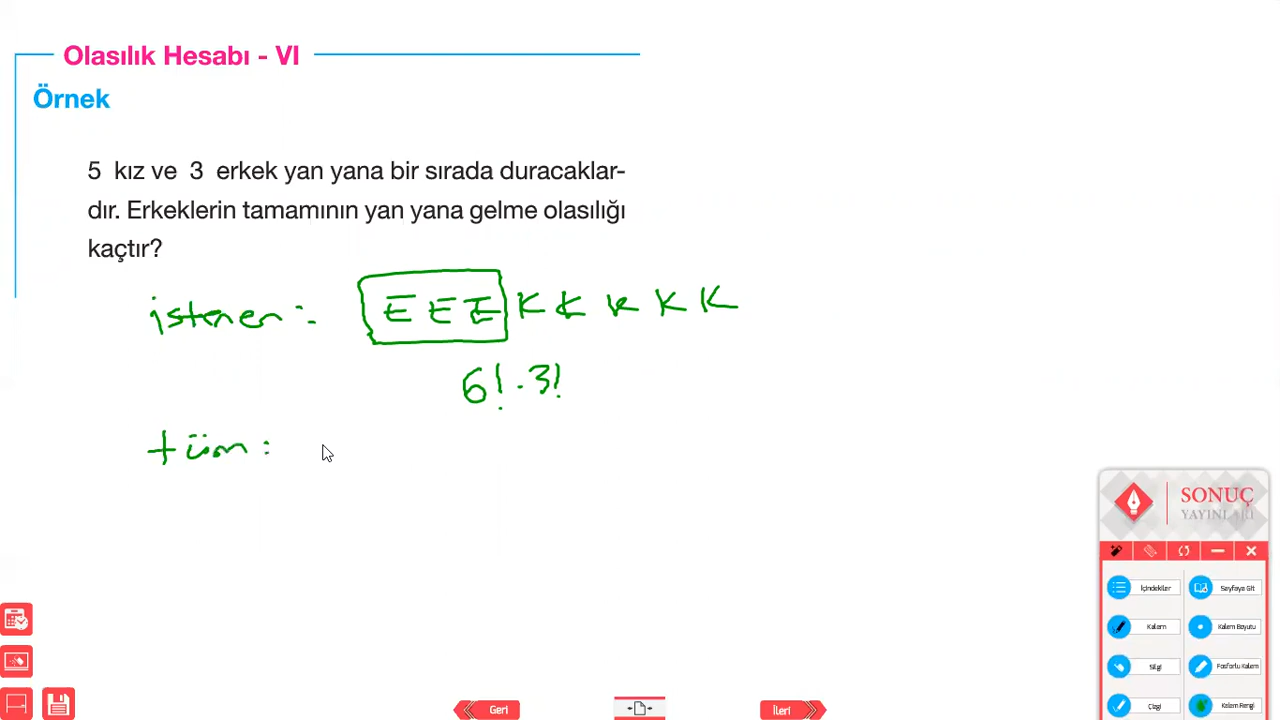 Olasılık Hesabı - VI
Örnek
5 kız ve 3 erkek yan yana bir sırada duracaklar-
dır. Erkeklerin tamamının yan yana gelme olasılığı
kaçtır?
istenen : E E E K K K K K
6! . 3!
tüm :
SONUÇ
YAYINLARI
İçindekiler
Sayfaya Git
Kalem
Kalem Boyutu
Silgi
Fosforlu Kalem
Çizgi
Kalem Rengi
Geri
İleri